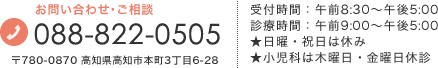 お問い合わせ・ご相談
088-822-0505
〒780-0870 高知県高知市本町3丁目6-28
受付時間：午前8:30～午後5:00
診療時間：午前9:00～午後5:00
★日曜・祝日は休み
★小児科は木曜日・金曜日休診